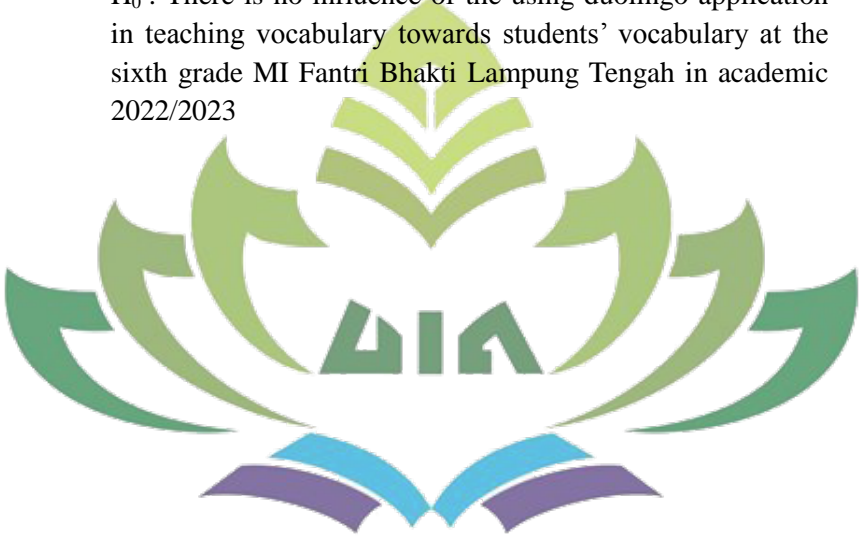 H₀ : There is no influence of the using duolingo application
in teaching vocabulary towards students’ vocabulary at the
sixth grade MI Fantri Bhakti Lampung Tengah in academic
2022/2023
UIN